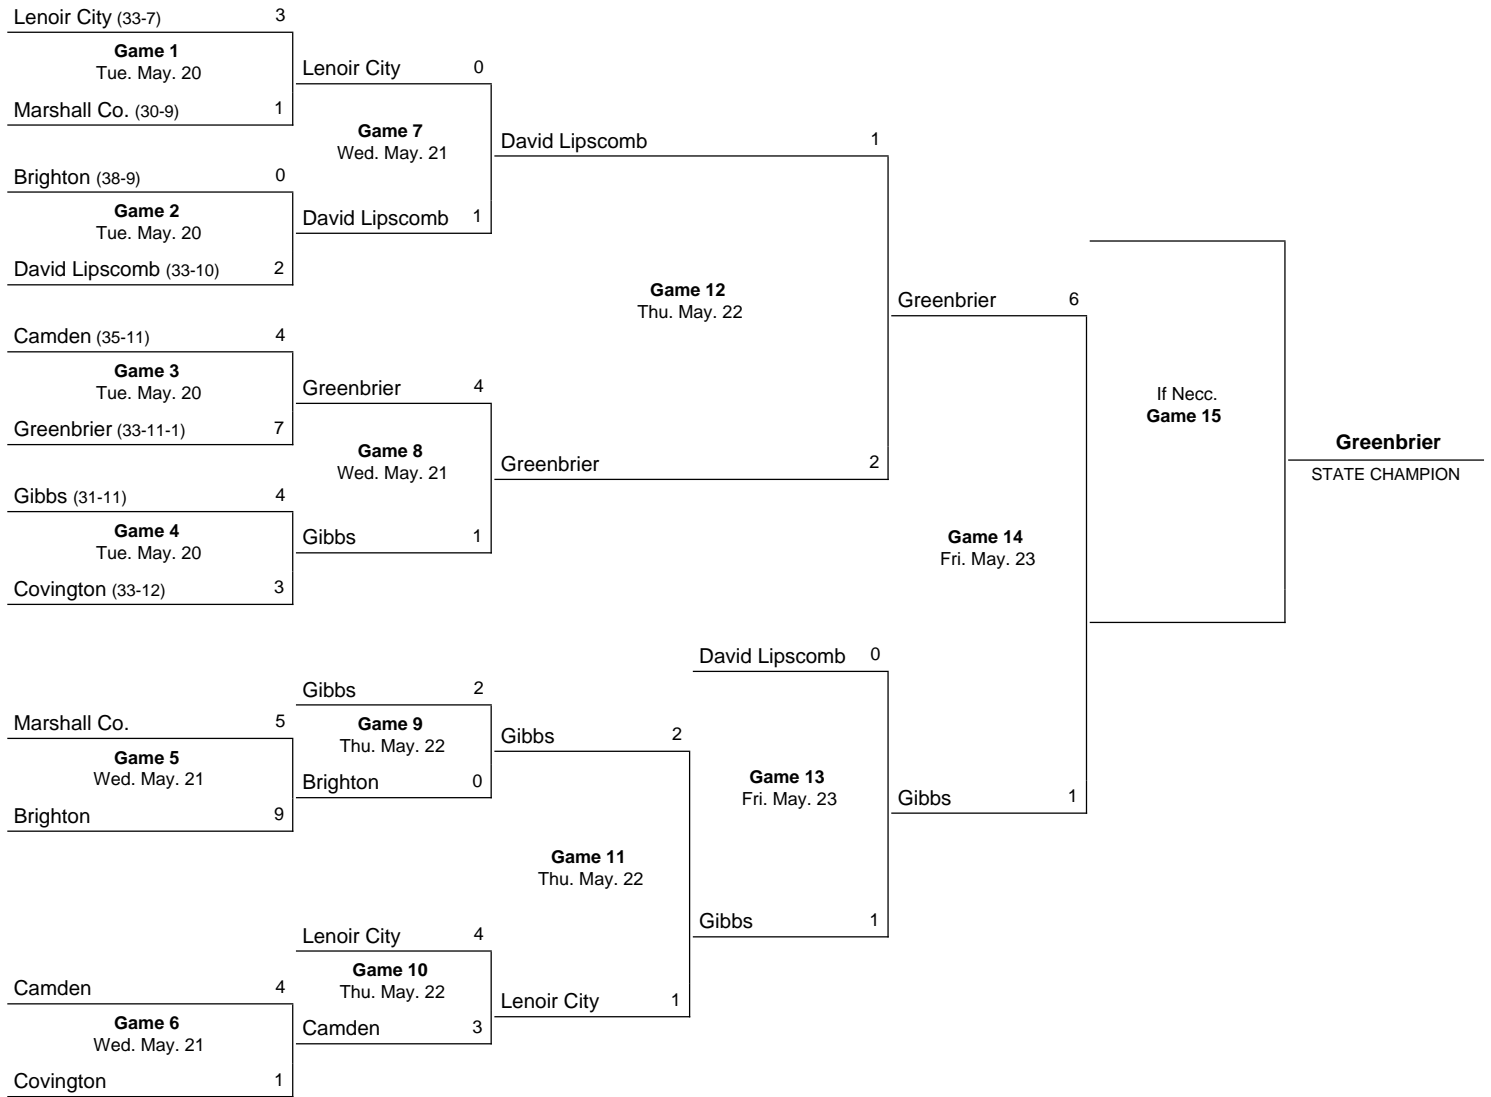 Lenoir City (33-7) 3
Game 1
Tue. May. 20
Marshall Co. (30-9) 1
Brighton (38-9) 0
Game 2
Tue. May. 20
David Lipscomb (33-10) 2
Camden (35-11) 4
Game 3
Tue. May. 20
Greenbrier (33-11-1) 7
Gibbs (31-11) 4
Game 4
Tue. May. 20
Covington (33-12) 3
Marshall Co. 5
Game 5
Wed. May. 21
Brighton 9
Camden 4
Game 6
Wed. May. 21
Covington 1
Lenoir City 0
Game 7
Wed. May. 21
David Lipscomb 1
Greenbrier 4
Game 8
Wed. May. 21
Gibbs 1
Gibbs 2
Game 9
Thu. May. 22
Brighton 0
Lenoir City 4
Game 10
Thu. May. 22
Camden 3
David Lipscomb 1
Game 12
Thu. May. 22
Greenbrier 2
Gibbs 2
Game 11
Thu. May. 22
Lenoir City 1
David Lipscomb 0
Game 13
Fri. May. 23
Gibbs 1
Greenbrier 6
Game 14
Fri. May. 23
Gibbs 1
If Necc.
Game 15
Greenbrier
STATE CHAMPION